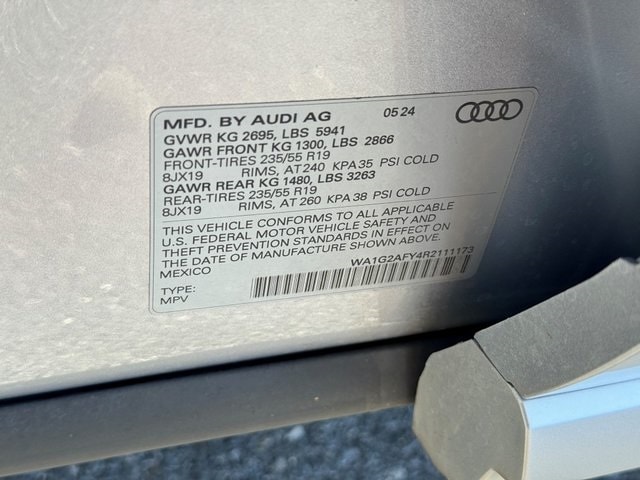 MFD. BY AUDI AG 05 24
GVWR KG 2695, LBS 5941
GAWR FRONT KG 1300, LBS 2866
FRONT-TIRES 235/55 R19
8JX19 RIMS, AT 240 KPA 35 PSI COLD
GAWR REAR KG 1480, LBS 3263
REAR-TIRES 235/55 R19
8JX19 RIMS, AT 260 KPA 38 PSI COLD
THIS VEHICLE CONFORMS TO ALL APPLICABLE
U.S. FEDERAL MOTOR VEHICLE SAFETY AND
THEFT PREVENTION STANDARDS IN EFFECT ON
THE DATE OF MANUFACTURE SHOWN ABOVE.
MEXICO
WA1G2AFY4R2111173
TYPE:
MPV